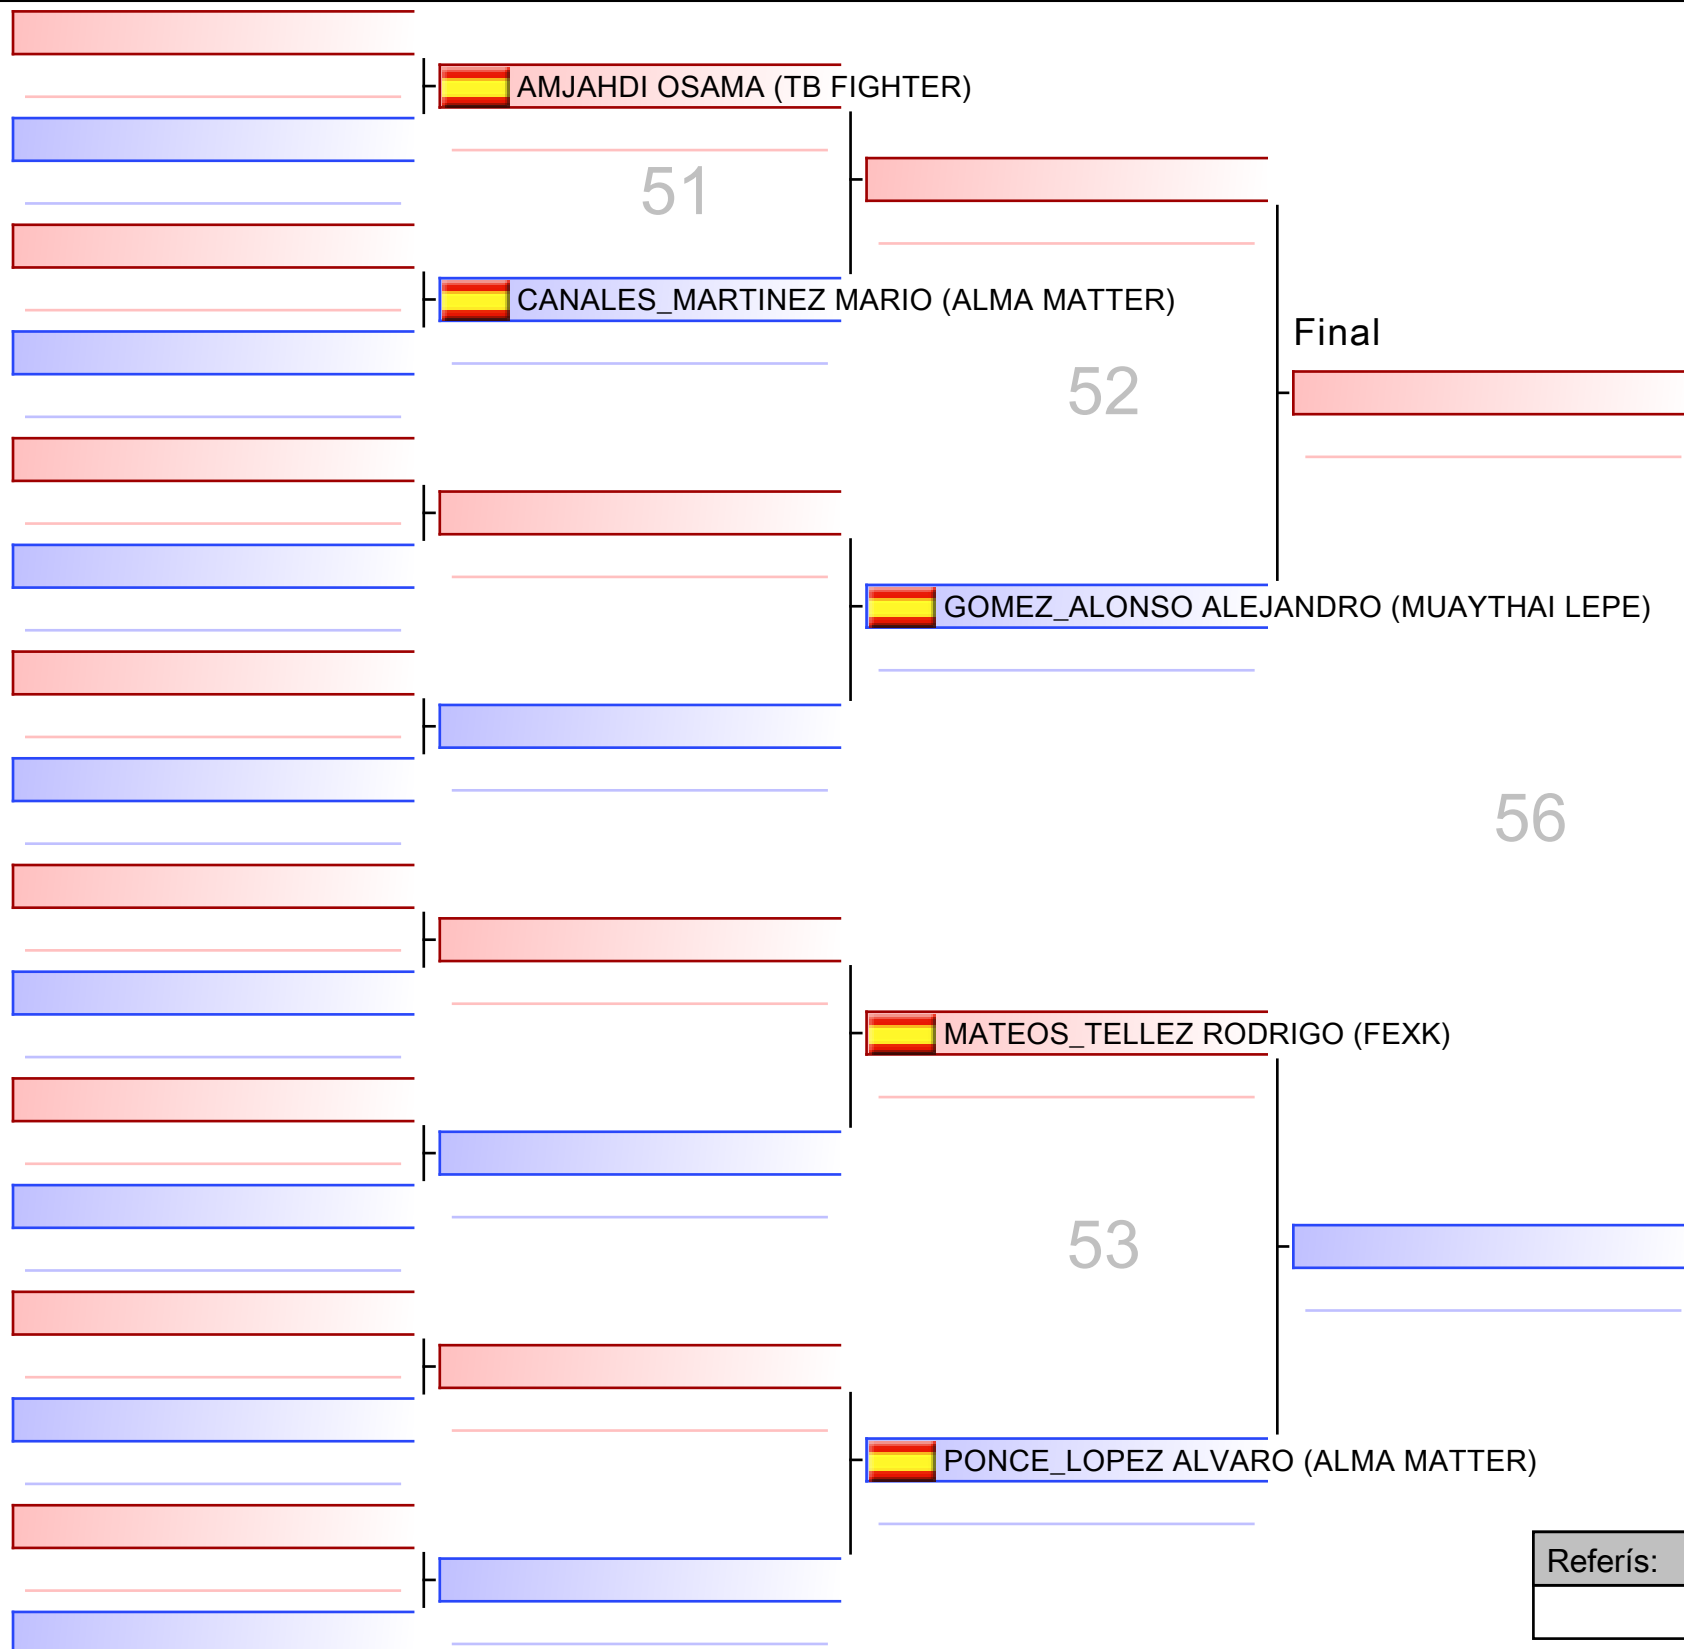 AMJAHDI OSAMA (TB FIGHTER)
51
CANALES_MARTINEZ MARIO (ALMA MATTER)
Final
52
GOMEZ_ALONSO ALEJANDRO (MUAYTHAI LEPE)
56
MATEOS_TELLEZ RODRIGO (FEXK)
53
PONCE_LOPEZ ALVARO (ALMA MATTER)
Referís: